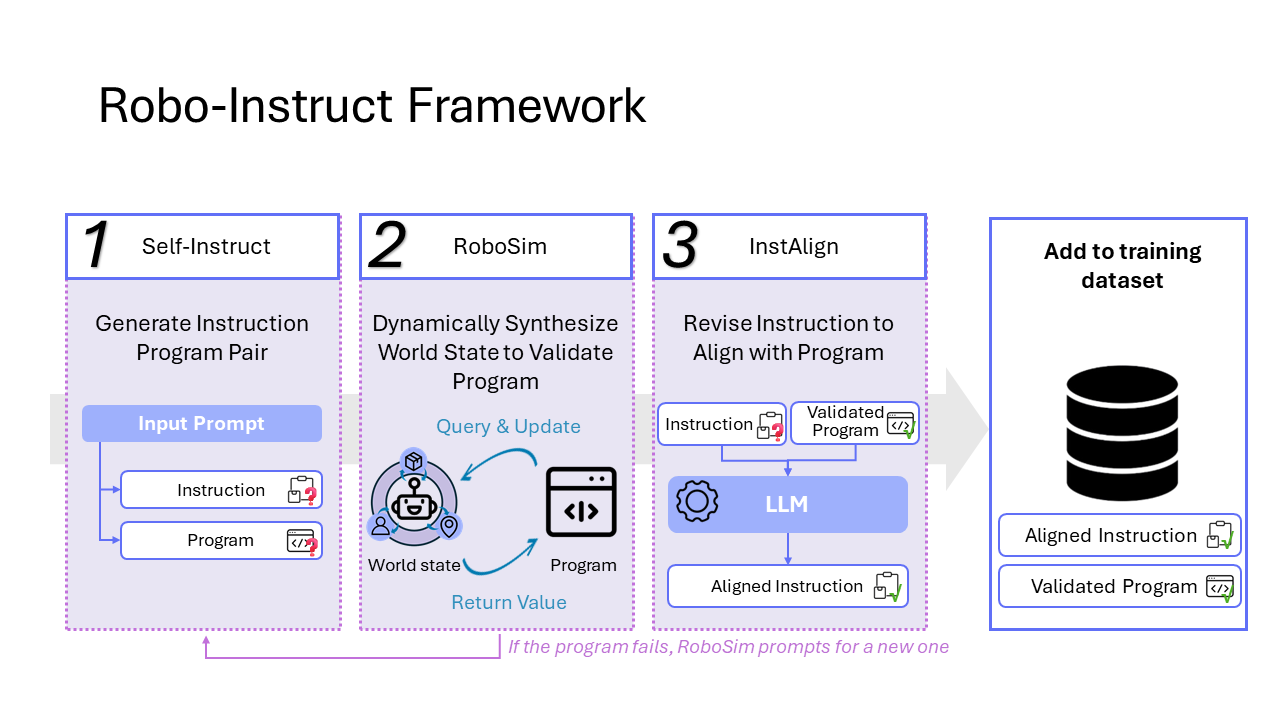 Robo-Instruct Framework
1
Self-Instruct
Generate Instruction
Program Pair
Input Prompt
Instruction
?
Program
?
2
RoboSim
Dynamically Synthesize
World State to Validate
Program
Query & Update
World state
Program
Return Value
3
InstAlign
Revise Instruction to
Align with Program
Instruction
?
Validated
Program
LLM
Aligned Instruction
If the program fails, RoboSim prompts for a new one
Add to training
dataset
Aligned Instruction
Validated Program